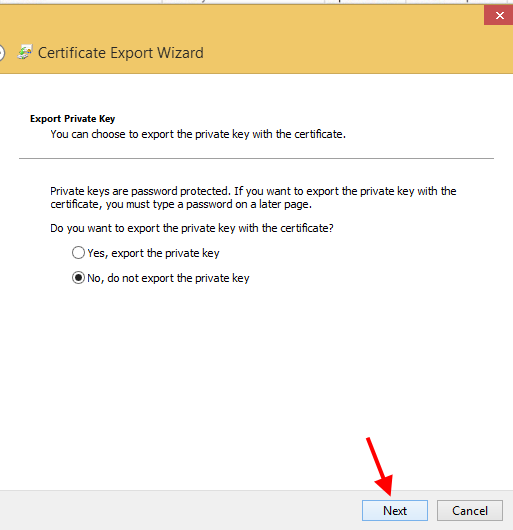 Certificate Export Wizard
Export Private Key
You can choose to export the private key with the certificate.
Private keys are password protected. If you want to export the private key with the
certificate, you must type a password on a later page.
Do you want to export the private key with the certificate?
Yes, export the private key
No, do not export the private key
Next
Cancel